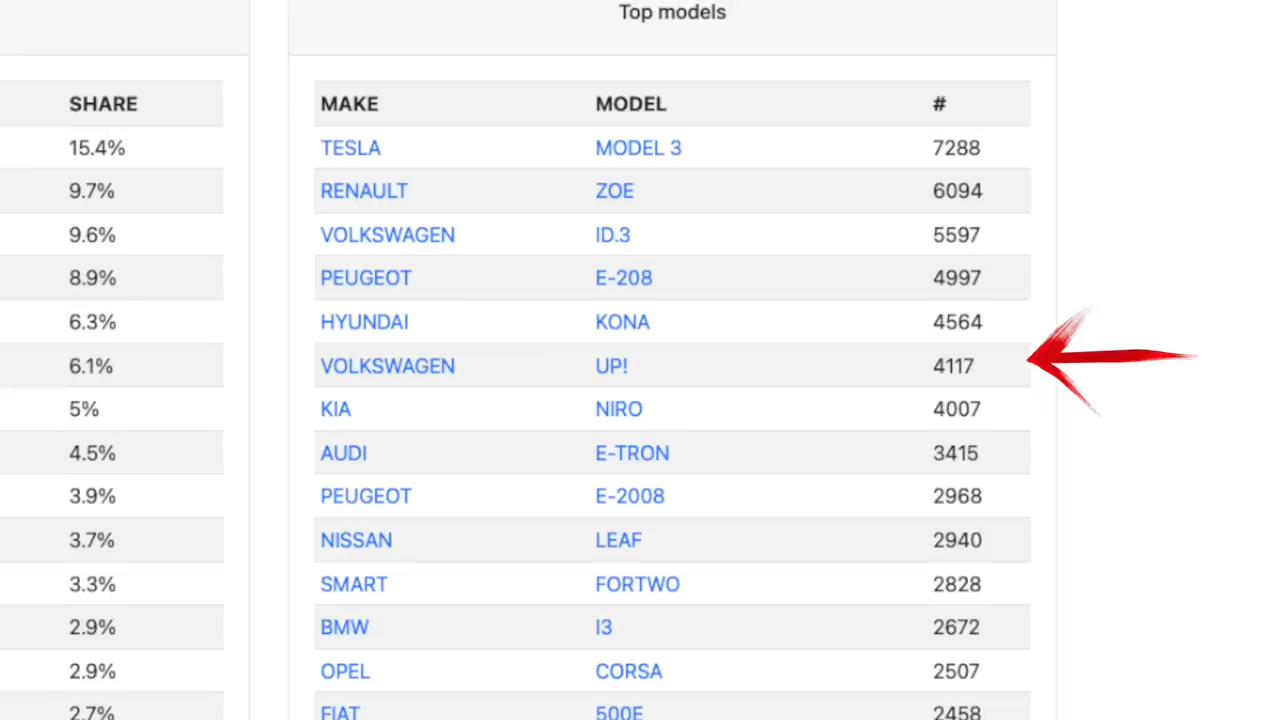 Top models
SHARE
15.4%
9.7%
9.6%
8.9%
6.3%
6.1%
5%
4.5%
3.9%
3.7%
3.3%
2.9%
2.9%
2.7%
MAKE MODEL #
TESLA MODEL 3 7288
RENAULT ZOE 6094
VOLKSWAGEN ID.3 5597
PEUGEOT E-208 4997
HYUNDAI KONA 4564
VOLKSWAGEN UP! 4117
KIA NIRO 4007
AUDI E-TRON 3415
PEUGEOT E-2008 2968
NISSAN LEAF 2940
SMART FORTWO 2828
BMW I3 2672
OPEL CORSA 2507
FIAT 500E 2458